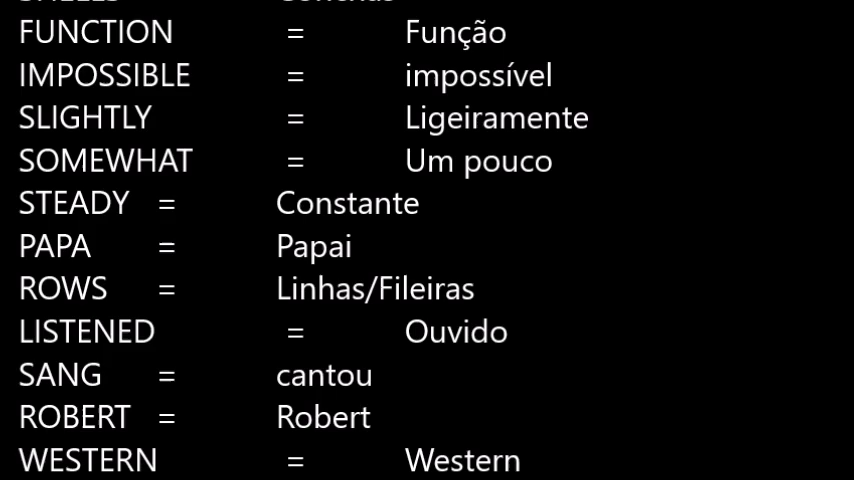 FUNCTION = Função
IMPOSSIBLE = impossível
SLIGHTLY = Ligeiramente
SOMEWHAT = Um pouco
STEADY = Constante
PAPA = Papai
ROWS = Linhas/Fileiras
LISTENED = Ouvido
SANG = cantou
ROBERT = Robert
WESTERN = Western